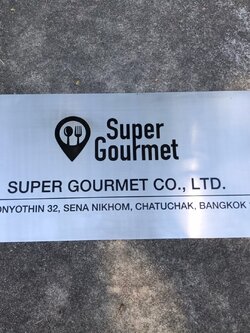 Super
Gourmet
SUPER GOURMET CO., LTD.
ONYOTHIN 32, SENA NIKHOM, CHATUCHAK, BANGKOK